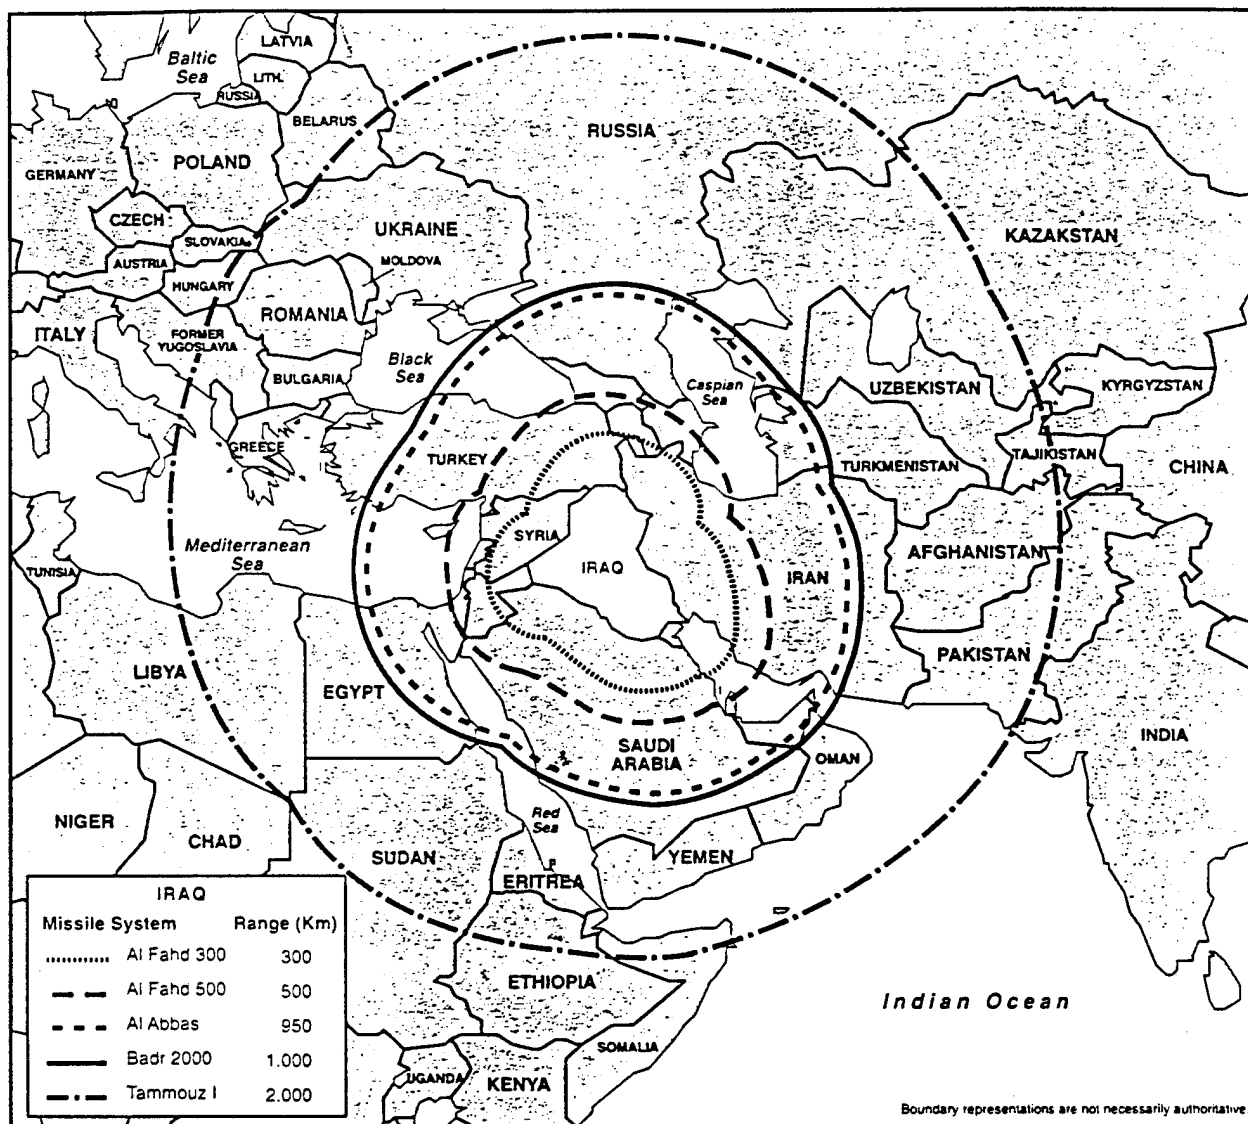 LATVIA
Baltic
Sea
LITH.
RUSSIA
BELARUS
RUSSIA
POLAND
GERMANY
CZECH
UKRAINE
KAZAKSTAN
SLOVAKIA
AUSTRIA
MOLDOVA
HUNGARY
ROMANIA
ITALY
FORMER
YUGOSLAVIA
Black
Sea
BULGARIA
Caspian
Sea
UZBEKISTAN
KYRGYZSTAN
GREECE
TURKEY
TURKMENISTAN
TAJIKISTAN
CHINA
SYRIA
Mediterranean
Sea
AFGHANISTAN
TUNISIA
IRAQ
IRAN
PAKISTAN
LIBYA
EGYPT
INDIA
SAUDI
ARABIA
OMAN
NIGER
CHAD
Red
Sea
SUDAN
YEMEN
ERITREA
ETHIOPIA
Indian Ocean
SOMALIA
UGANDA
KENYA
IRAQ
Missile System Range (Km)
Al Fahd 300 300
Al Fahd 500 500
Al Abbas 950
Badr 2000 1.000
Tammouz I 2.000
Boundary representations are not necessarily authoritative.